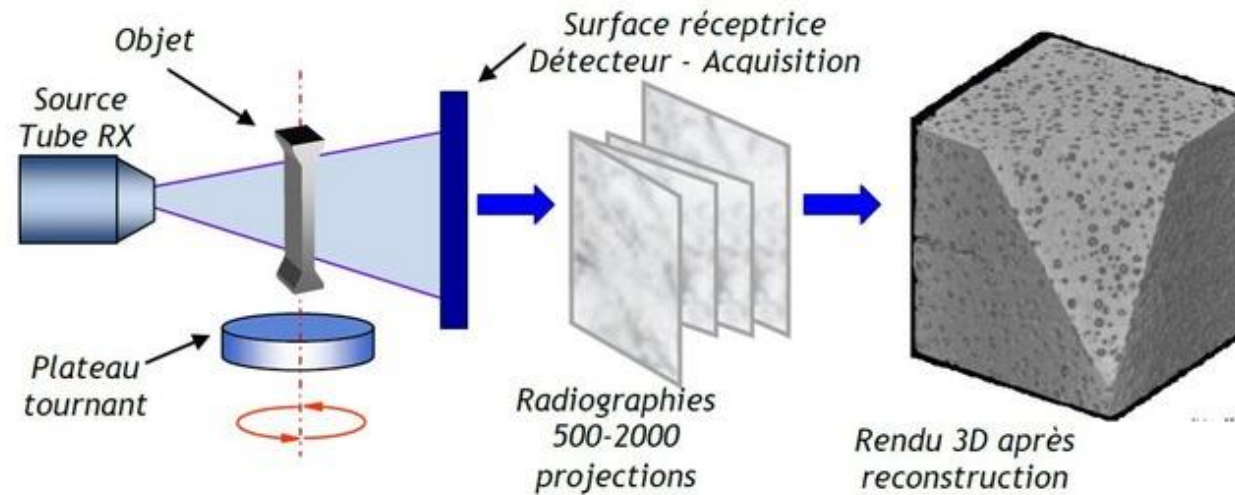 Objet
Source
Tube RX
Surface réceptrice
Détecteur - Acquisition
Plateau
tournant
Radiographies
500-2000
projections
Rendu 3D après
reconstruction